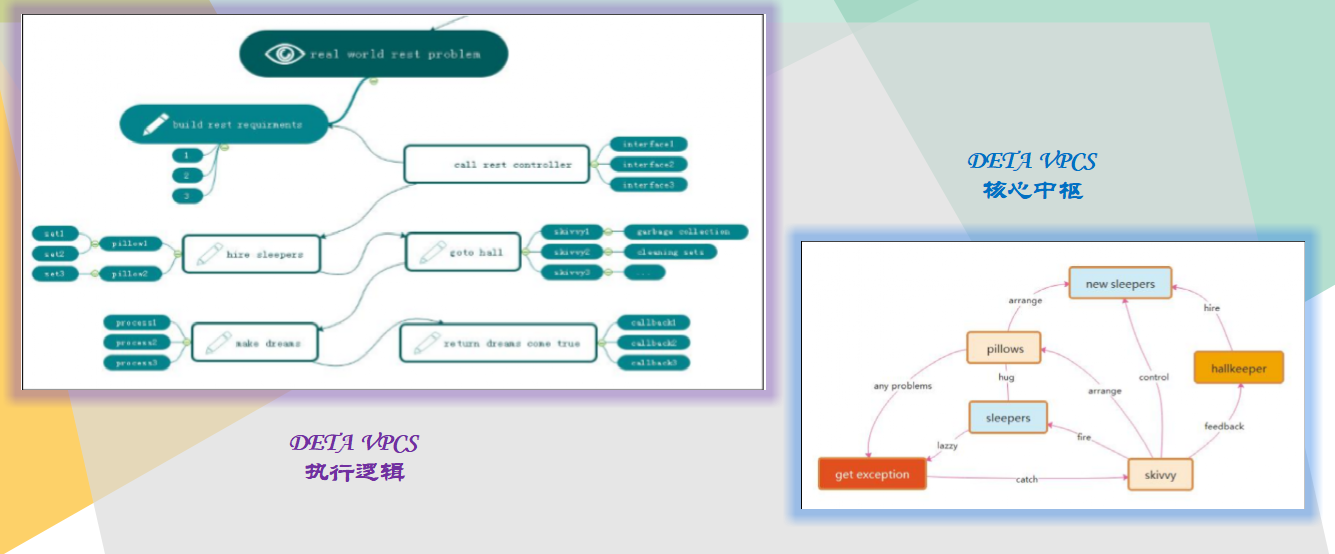 real world rest problem
build rest requirments
1
2
3
call rest controller
interface1
interface2
interface3
set1
set2
set3
pillow1
pillow2
hire sleepers
goto hall
skivvy1
skivvy2
skivvy3
garbage collection
cleaning sets
...
process1
process2
process3
make dreams
return dreams come true
callback1
callback2
callback3
DETA VPCS
执行逻辑
DETA VPCS
核心中枢
new sleepers
arrange
hire
pillows
hallkeeper
any problems
hug
arrange
control
sleepers
feedback
lazzy
fire
get exception
catch
skivvy